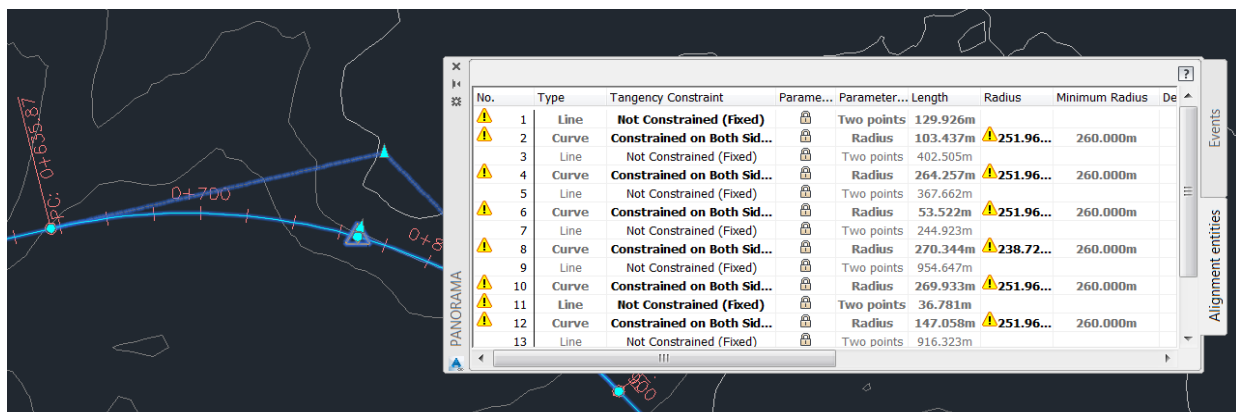 No. Type Tangency Constraint Parame... Parameter... Length Radius Minimum Radius De
1 Line Not Constrained (Fixed) Two points 129.926m
2 Curve Constrained on Both Sid... Radius 103.437m 251.96... 260.000m
3 Line Not Constrained (Fixed) Two points 402.505m
4 Curve Constrained on Both Sid... Radius 264.257m 251.96... 260.000m
5 Line Not Constrained (Fixed) Two points 367.662m
6 Curve Constrained on Both Sid... Radius 53.522m 251.96... 260.000m
7 Line Not Constrained (Fixed) Two points 244.923m
8 Curve Constrained on Both Sid... Radius 270.344m 238.72... 260.000m
9 Line Not Constrained (Fixed) Two points 954.647m
10 Curve Constrained on Both Sid... Radius 269.933m 251.96... 260.000m
11 Line Not Constrained (Fixed) Two points 36.781m
12 Curve Constrained on Both Sid... Radius 147.058m 251.96... 260.000m
13 Line Not Constrained (Fixed) Two points 916.323m
PANORAMA
Events
Alignment entities
?
PC: 0+635.87
0+700
0+8